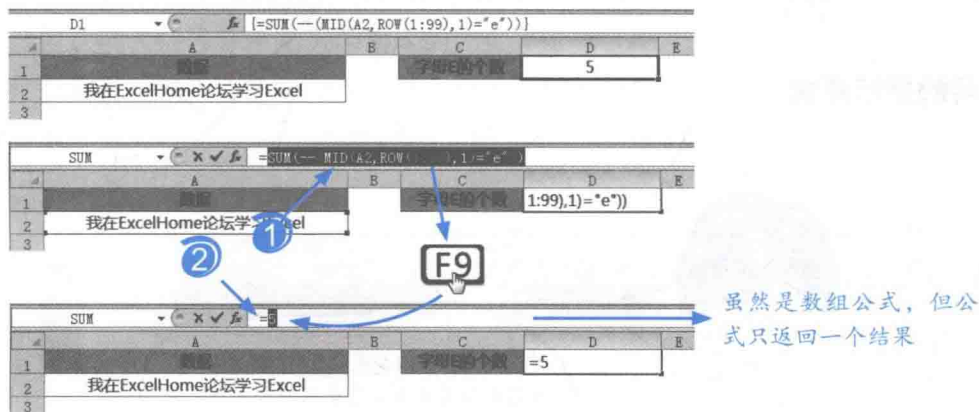 D1 fx {=SUM(--(MID(A2,ROW(1:99),1)="e"))}
A B C D E
1 数据 字母E的个数 5
2 我在ExcelHome论坛学习Excel
3
SUM fx =SUM(-- MID(A2,ROW( ),1)="e" )
A B C D E
1 数据 字母E的个数 1:99),1)="e"))
2 我在ExcelHome论坛学 Excel
3
① ② F9
SUM fx =5
A B C D E
1 数据 字母E的个数 =5
2 我在ExcelHome论坛学习Excel
3
虽然是数组公式，但公
式只返回一个结果